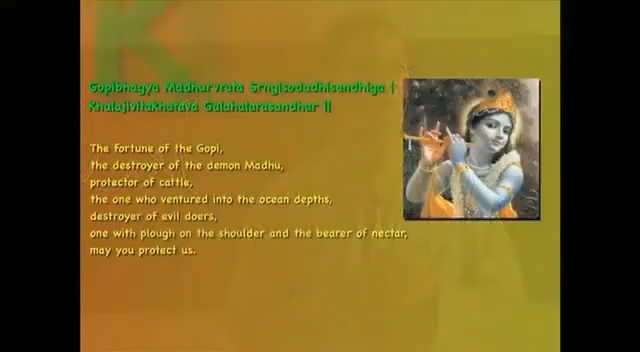 K
Gopibhagya Madhurvrata Srngisodadhisandhiga |
Khalajivitakhatava Galahalarasandhar ||
The fortune of the Gopi,
the destroyer of the demon Madhu,
protector of cattle,
the one who ventured into the ocean depths,
destroyer of evil doers,
one with plough on the shoulder and the bearer of nectar,
may you protect us.